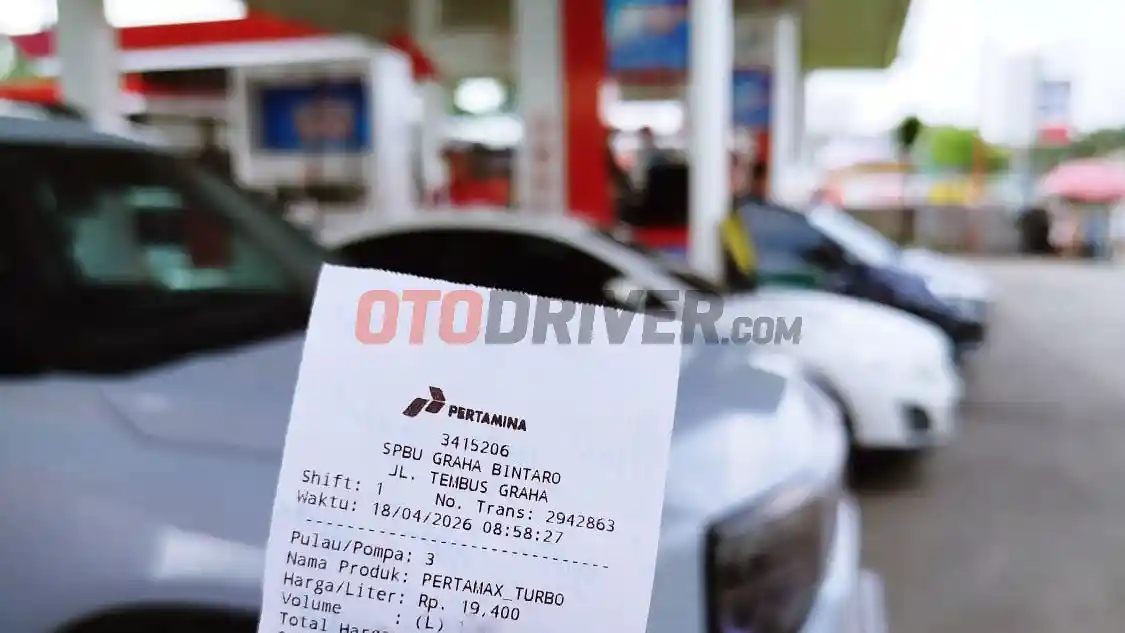 OTODRIVER.COM
PERTAMINA
3415206
SPBU GRAHA BINTARO
JL. TEMBUS GRAHA
Shift: 1 No. Trans: 2942863
Waktu: 18/04/2026 08:58:27
Pulau/Pompa: 3
Nama Produk: PERTAMAX_TURBO
Harga/Liter: Rp. 19,400
Volume : (L)
Total